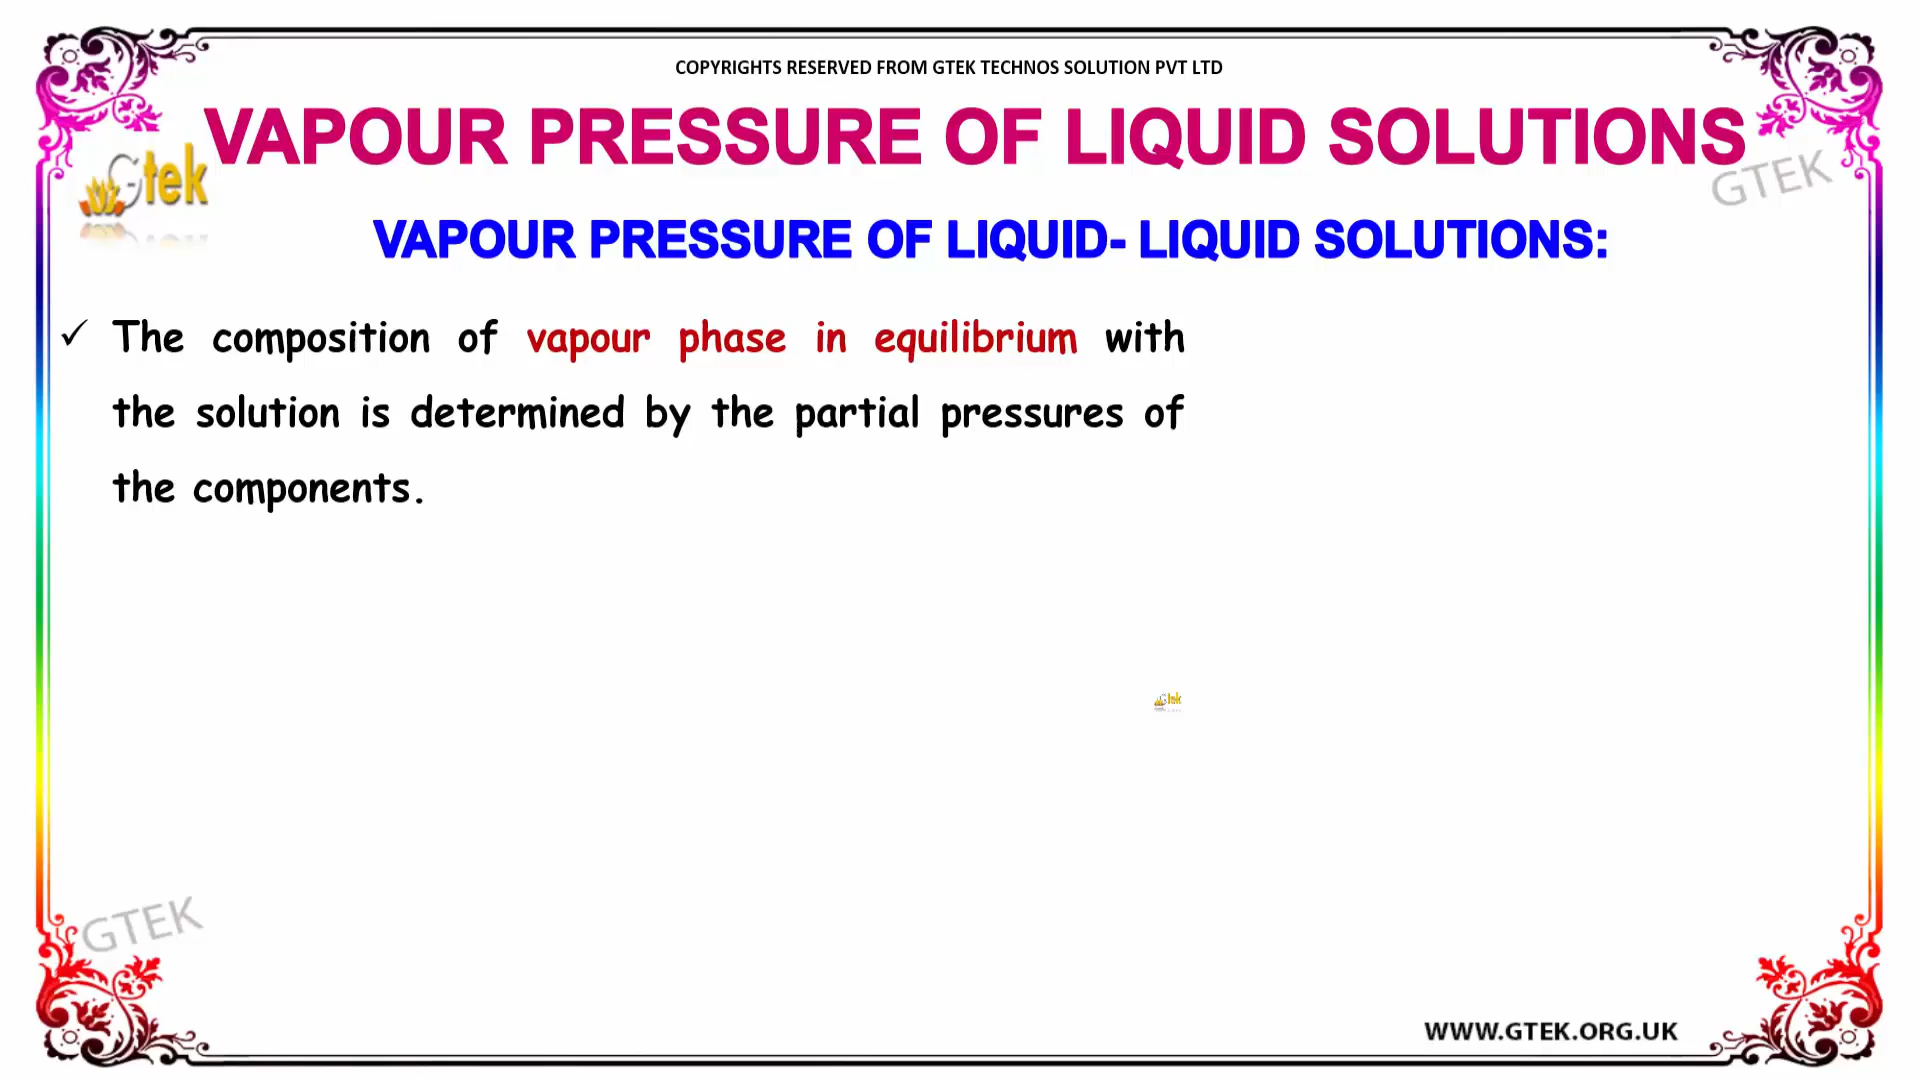 COPYRIGHTS RESERVED FROM GTEK TECHNOS SOLUTION PVT LTD
VAPOUR PRESSURE OF LIQUID SOLUTIONS
Gtek
GTEK
VAPOUR PRESSURE OF LIQUID- LIQUID SOLUTIONS:
✓ The composition of vapour phase in equilibrium with
the solution is determined by the partial pressures of
the components.
Gtek
GTEK
WWW.GTEK.ORG.UK